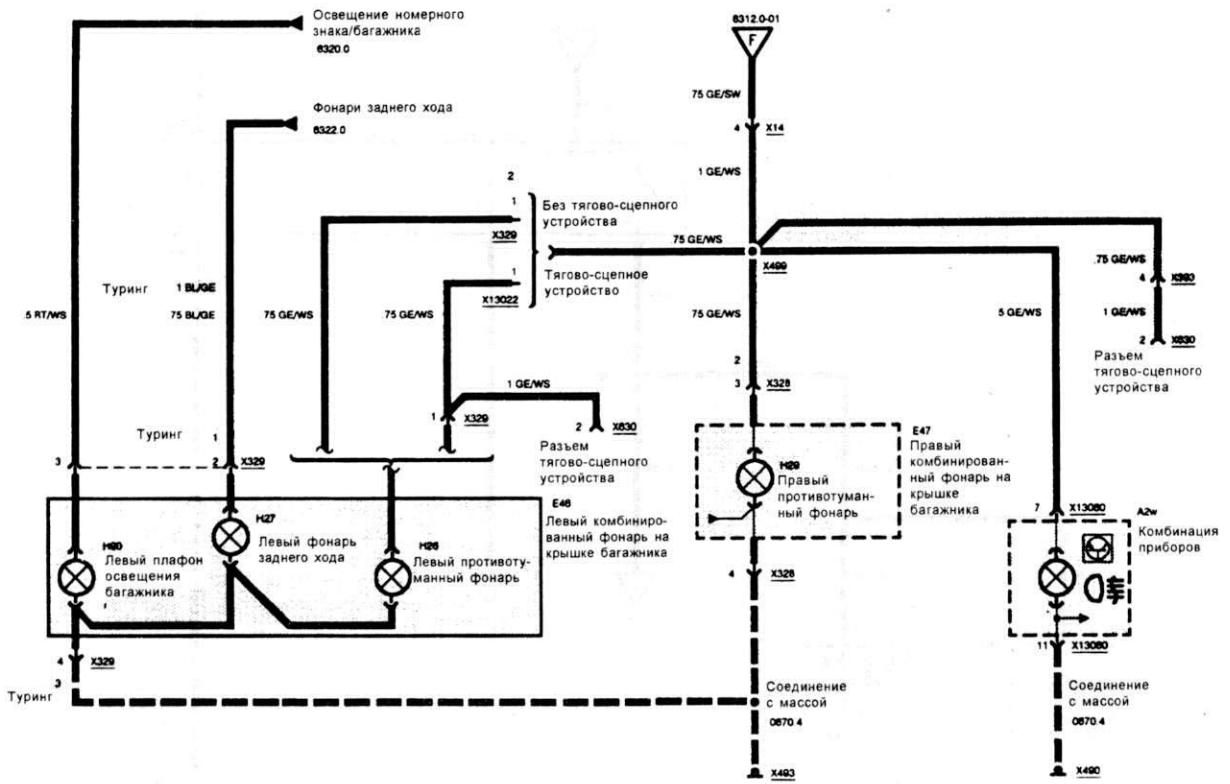 Освещение номерного
знака/багажника
6320.0
6312.0-01
F
75 GE/SW
Фонари заднего хода
6322.0
4 X14
1 GE/WS
2
1
X329
Без тягово-сцепного
устройства
75 GE/WS
X499
1
X13022
Тягово-сцепное
устройство
.75 GE/WS
4 X393
1 GE/WS
2 X630
Разъем
тягово-сцепного
устройства
Туринг
1 BL/GE
.5 RT/WS
75 BL/GE
75 GE/WS
75 GE/WS
75 GE/WS
5 GE/WS
2
3 X328
1 GE/WS
1 X329
2 X630
Разъем
тягово-сцепного
устройства
Туринг
1
3
2 X329
E47
Правый
комбинирован-
ный фонарь на
крышке
багажника
H29
Правый
противотуман-
ный фонарь
E46
Левый комбиниро-
ванный фонарь на
крышке багажника
H27
Левый фонарь
заднего хода
H90
Левый плафон
освещения
багажника
H26
Левый противоту-
манный фонарь
7 X13080
A2w
Комбинация
приборов
4 X328
11 X13080
4 X329
3
Туринг
Соединение
с массой
0670.4
Соединение
с массой
0670.4
X493
X490